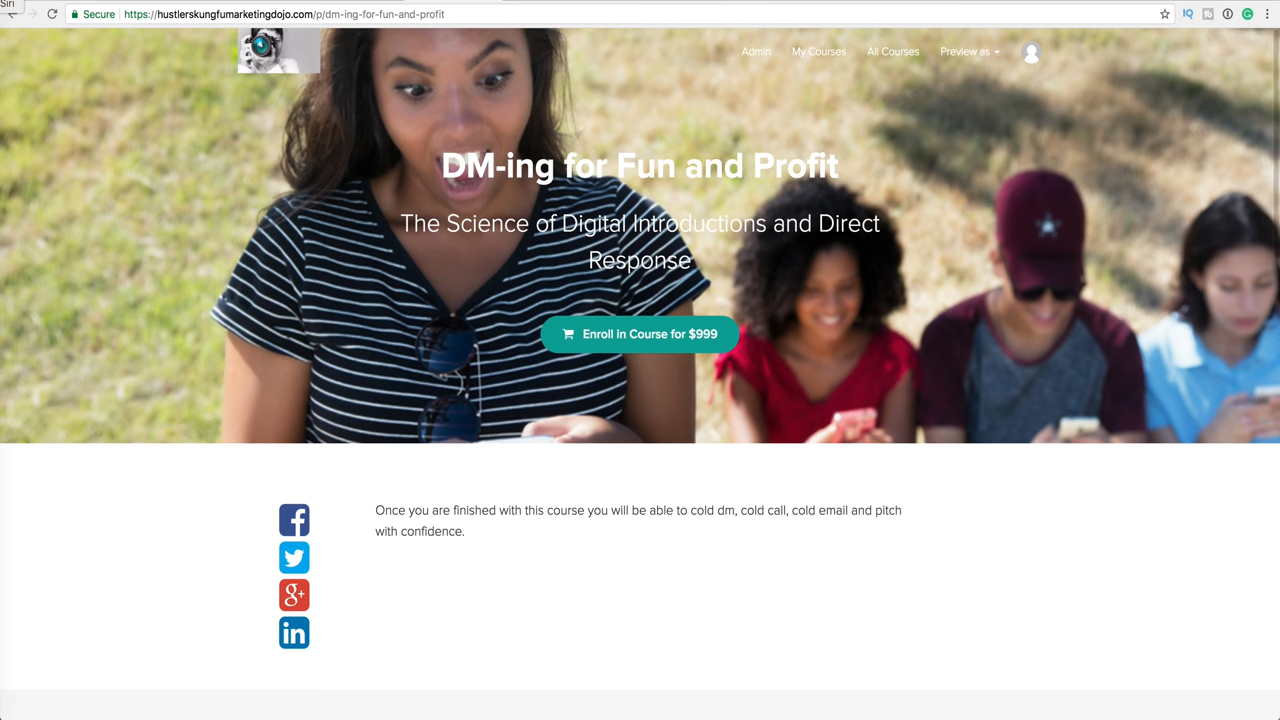 Siri
Secure https://hustlerskungfumarketingdojo.com/p/dm-ing-for-fun-and-profit
Admin My Courses All Courses Preview as
DM-ing for Fun and Profit
The Science of Digital Introductions and Direct
Response
Enroll in Course for $999
Once you are finished with this course you will be able to cold dm, cold call, cold email and pitch
with confidence.